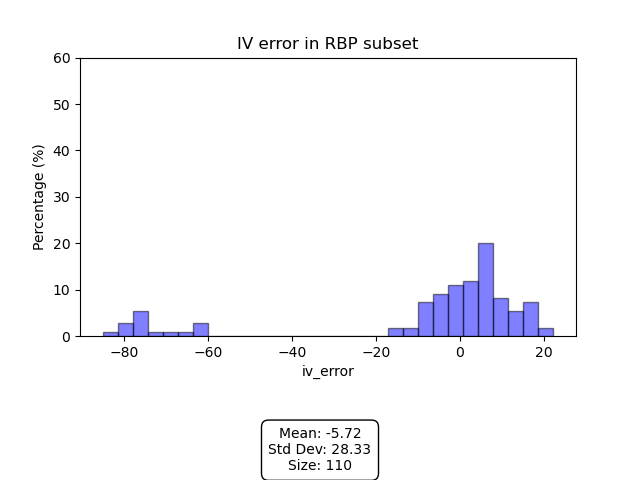 IV error in RBP subset
60
50
40
30
20
10
0
Percentage (%)
−80
−60
−40
−20
0
20
iv_error
Mean: -5.72
Std Dev: 28.33
Size: 110